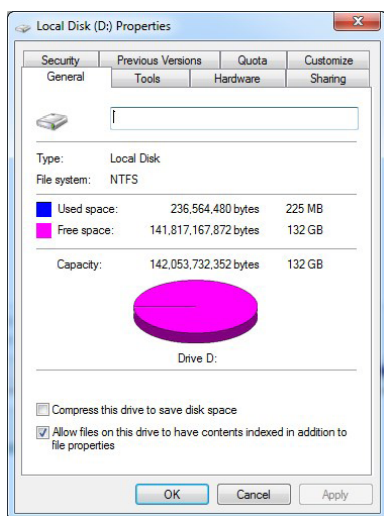 Local Disk (D:) Properties
Security Previous Versions Quota Customize
General Tools Hardware Sharing
Type: Local Disk
File system: NTFS
Used space: 236,564,480 bytes 225 MB
Free space: 141,817,167,872 bytes 132 GB
Capacity: 142,053,732,352 bytes 132 GB
Drive D:
Compress this drive to save disk space
Allow files on this drive to have contents indexed in addition to
file properties
OK Cancel Apply